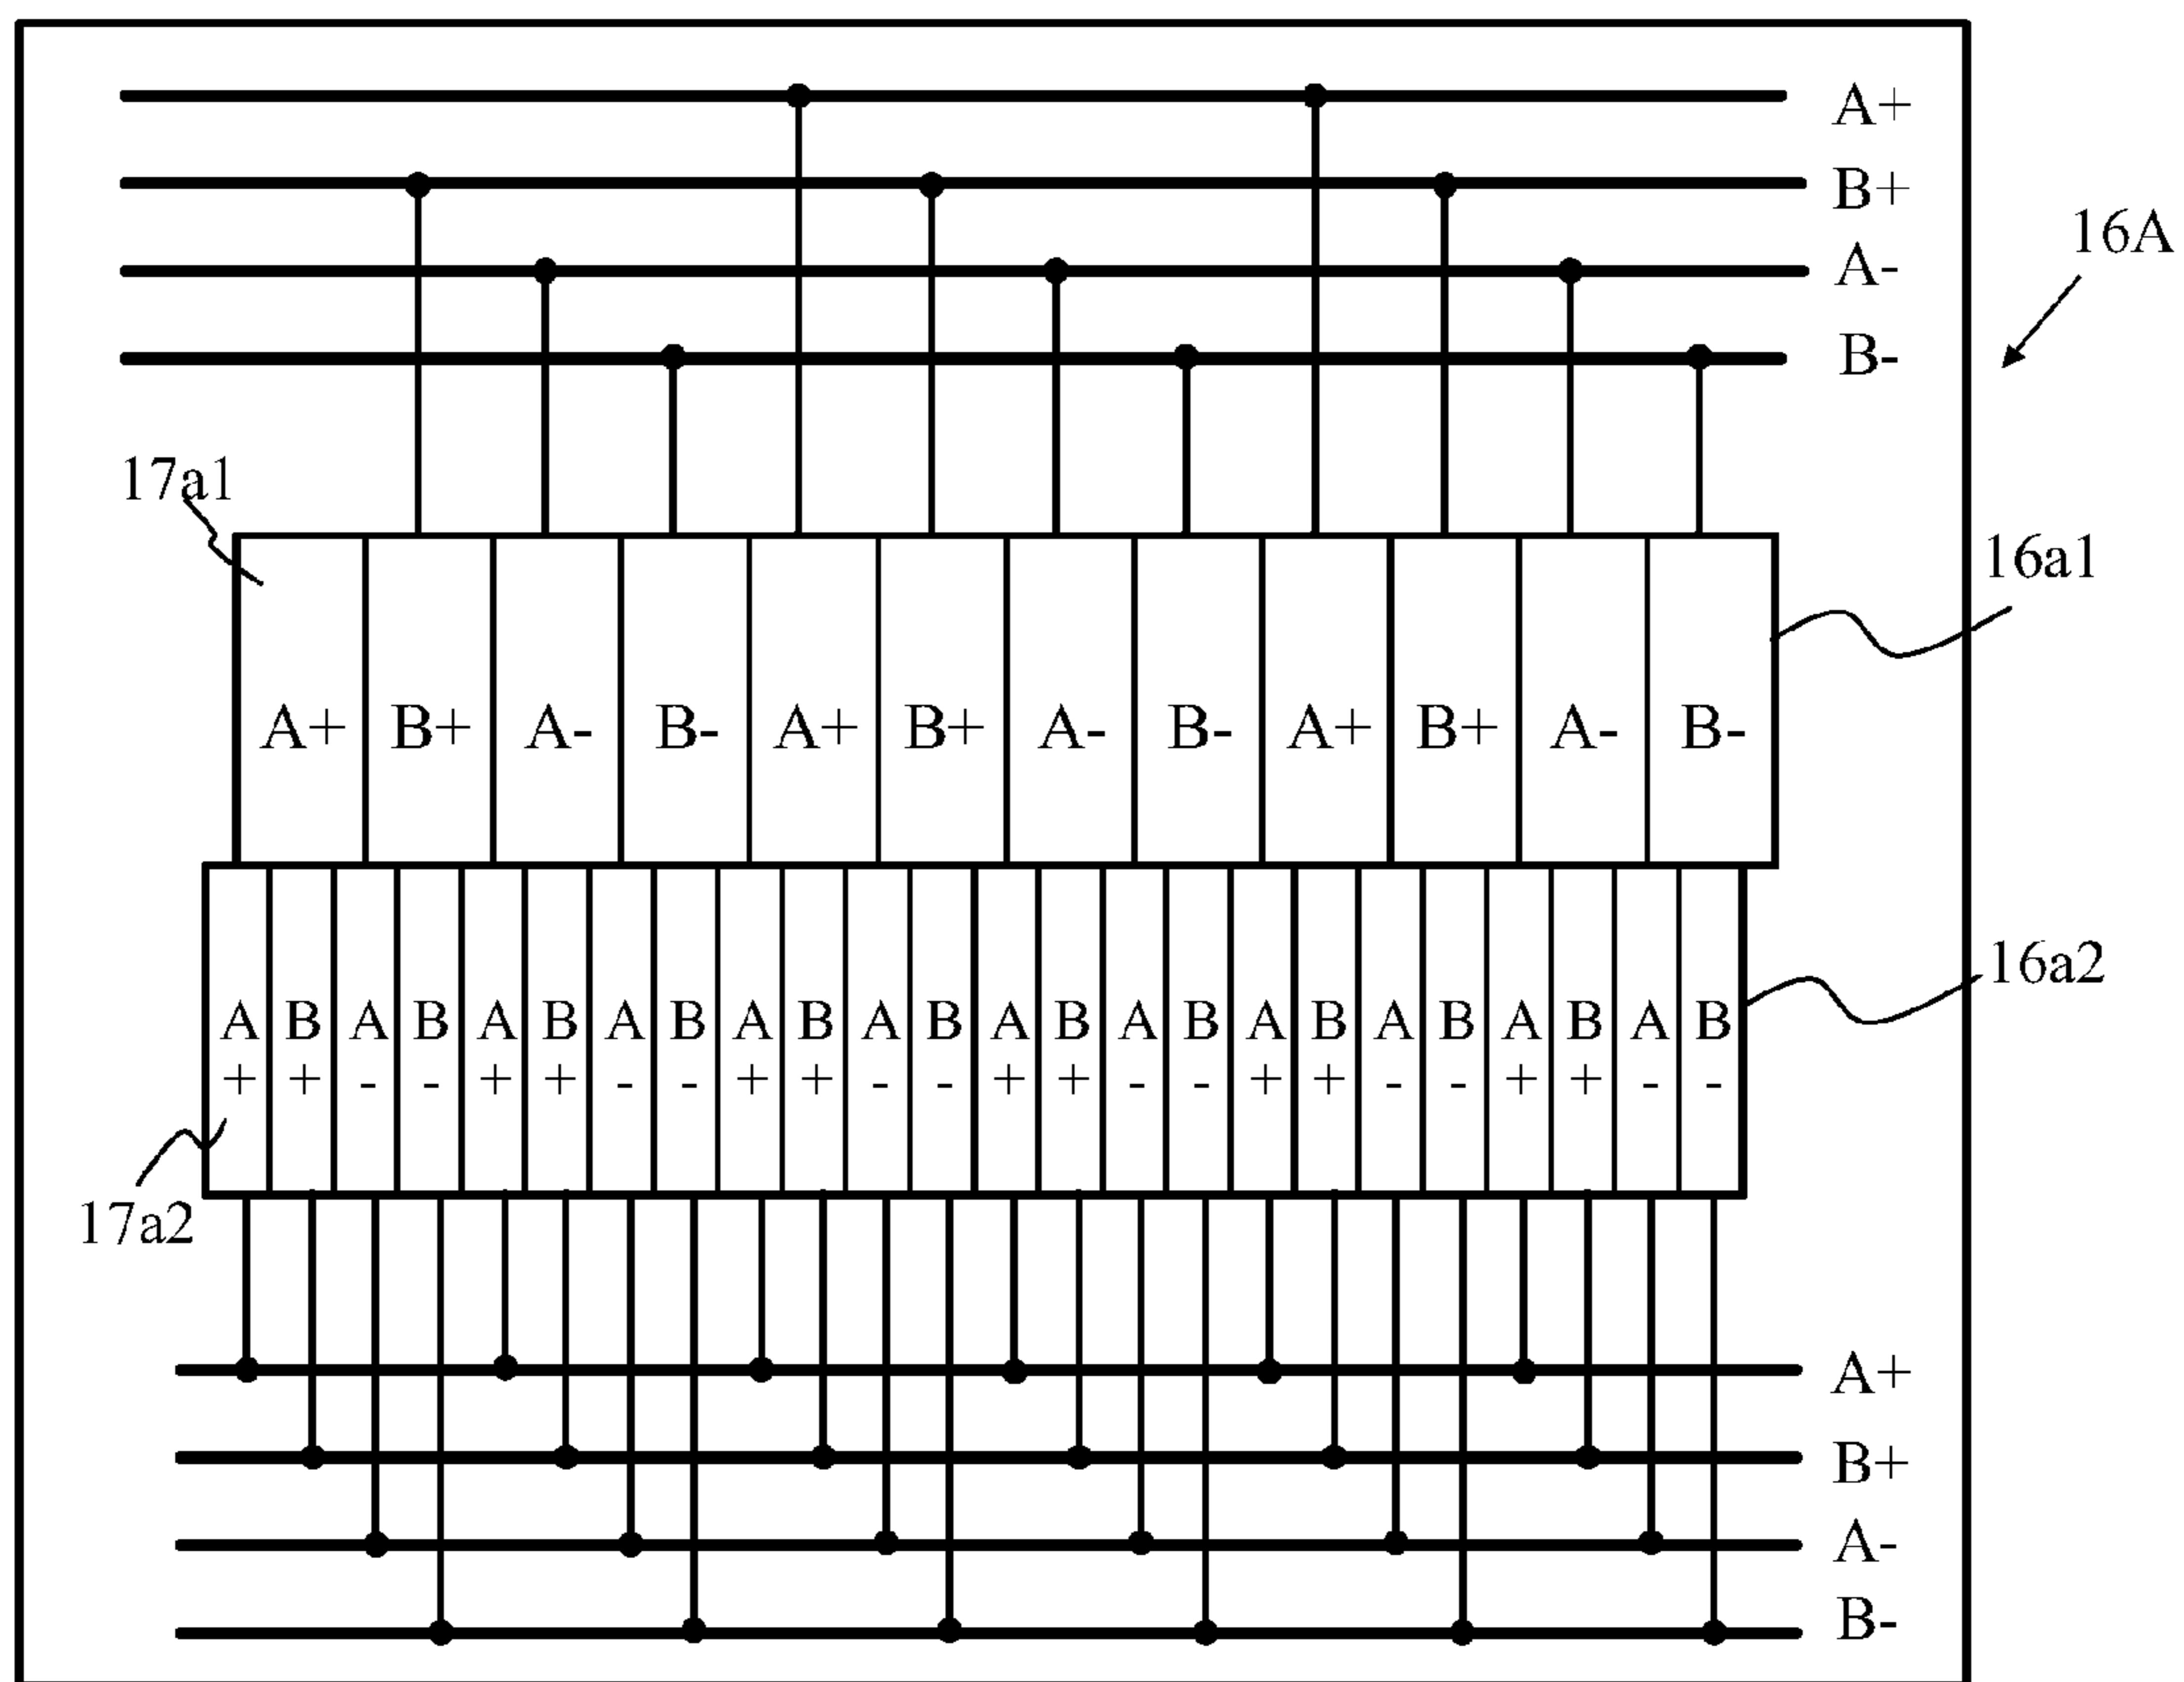 A+
B+
A-
B-
16A
17a1
16a1
A+ B+ A- B- A+ B+ A- B- A+ B+ A- B-
16a2
A B A B A B A B A B A B A B A B A B A B A B A B
+ + - - + + - - + + - - + + - - + + - - + + - -
17a2
A+
B+
A-
B-